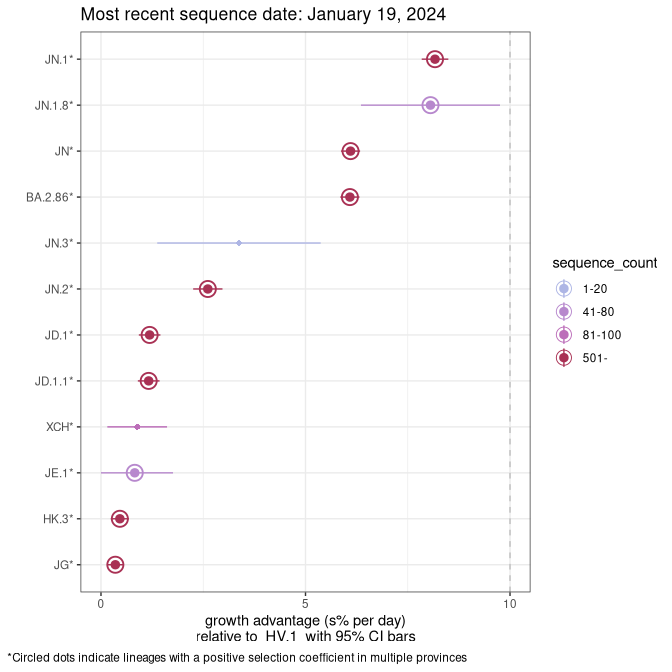 Most recent sequence date: January 19, 2024
JN.1*
JN.1.8*
JN*
BA.2.86*
JN.3*
JN.2*
JD.1*
JD.1.1*
XCH*
JE.1*
HK.3*
JG*
0 5 10
growth advantage (s% per day)
relative to HV.1 with 95% CI bars
sequence_count
1-20
41-80
81-100
501-
*Circled dots indicate lineages with a positive selection coefficient in multiple provinces